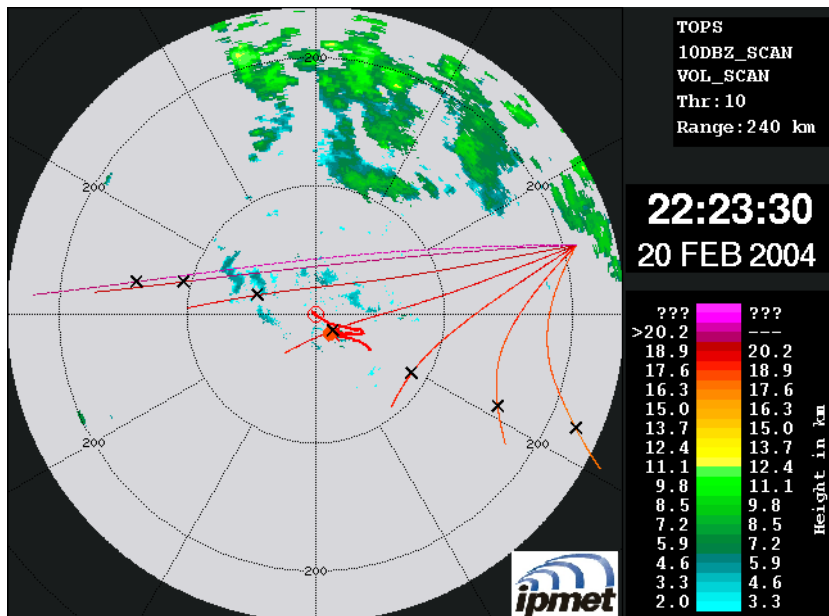 TOPS
10DBZ_SCAN
VOL_SCAN
Thr:10
Range:240 km
22:23:30
20 FEB 2004
200
200
200
200
200
200
??? ???
>20.2 ---
18.9 20.2
17.6 18.9
16.3 17.6
15.0 16.3
13.7 15.0
12.4 13.7
11.1 12.4
9.8 11.1
8.5 9.8
7.2 8.5
5.9 7.2
4.6 5.9
3.3 4.6
2.0 3.3
Height in km
ipmet